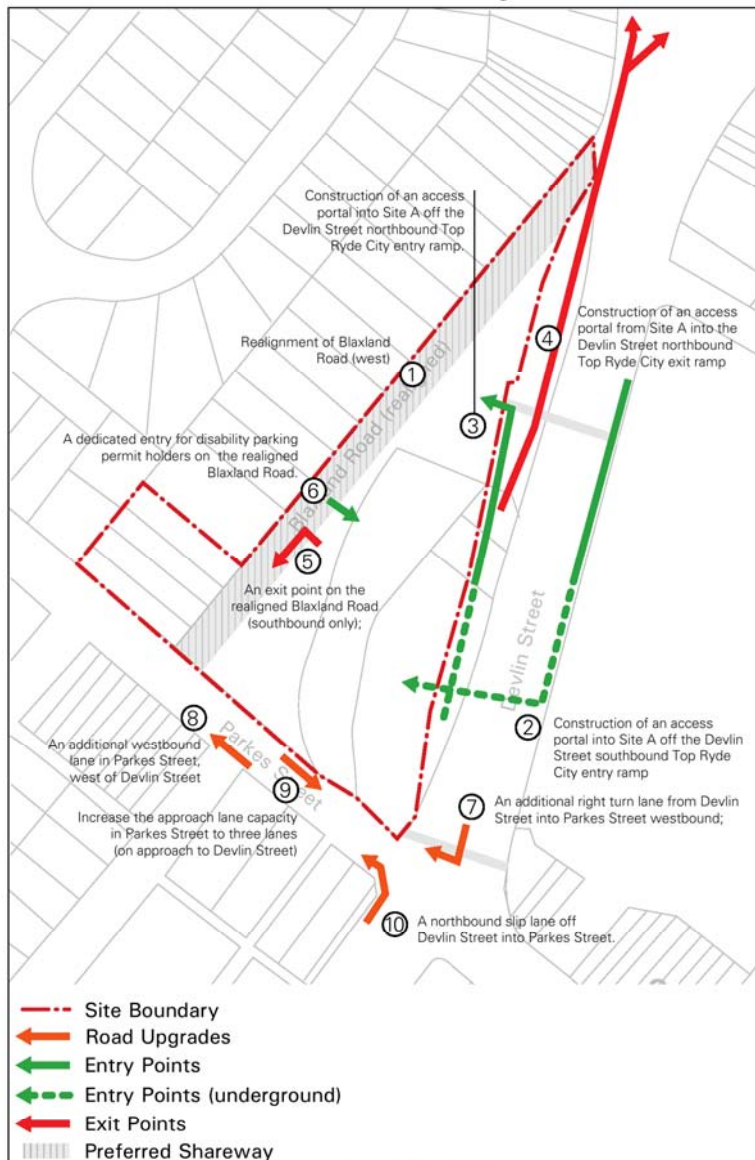 Construction of an access
portal into Site A off the
Devlin Street northbound Top
Ryde City entry ramp.
Construction of an access
portal from Site A into the
Devlin Street northbound
Top Ryde City exit ramp
4
Realignment of Blaxland
Road (west)
1
3
A dedicated entry for disability parking
permit holders on the realigned
Blaxland Road.
6
Blaxland Road
5
An exit point on the
realigned Blaxland Road
(southbound only);
Devlin Street
2
Construction of an access
portal into Site A off the Devlin
Street southbound Top Ryde
City entry ramp
8
An additional westbound
lane in Parkes Street,
west of Devlin Street
Parkes Street
9
Increase the approach lane capacity
in Parkes Street to three lanes
(on approach to Devlin Street)
7
An additional right turn lane from Devlin
Street into Parkes Street westbound;
10
A northbound slip lane off
Devlin Street into Parkes Street.
Site Boundary
Road Upgrades
Entry Points
Entry Points (underground)
Exit Points
Preferred Shareway